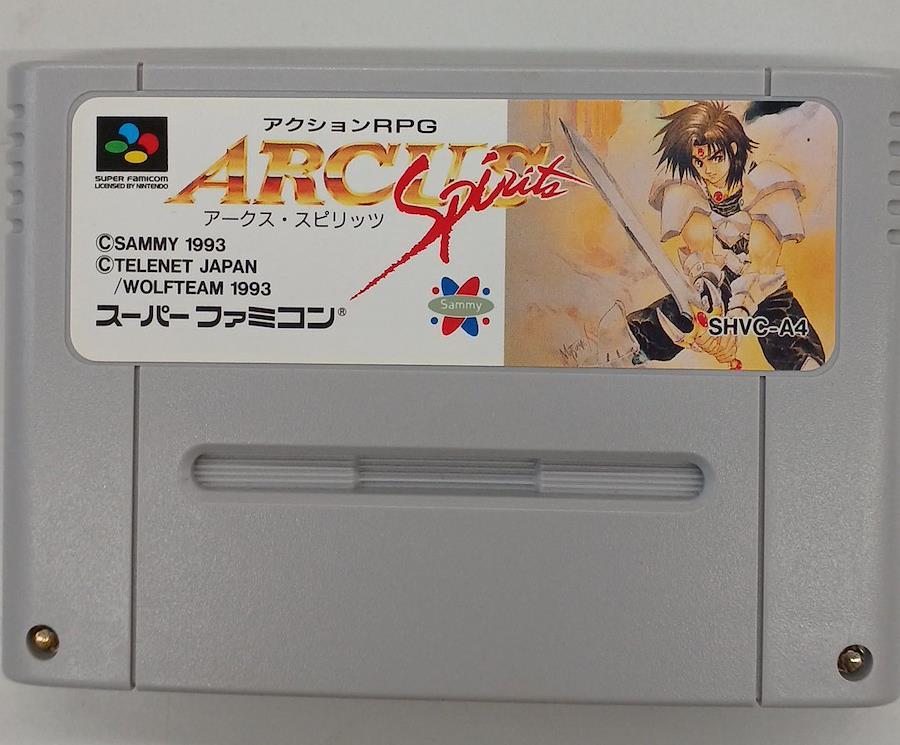 アクションRPG
ARCUS
Spirits
アークス・スピリッツ
SUPER FAMICOM
LICENSED BY NINTENDO
©SAMMY 1993
©TELENET JAPAN
/WOLFTEAM 1993
スーパーファミコン®
Sammy
SHVC-A4